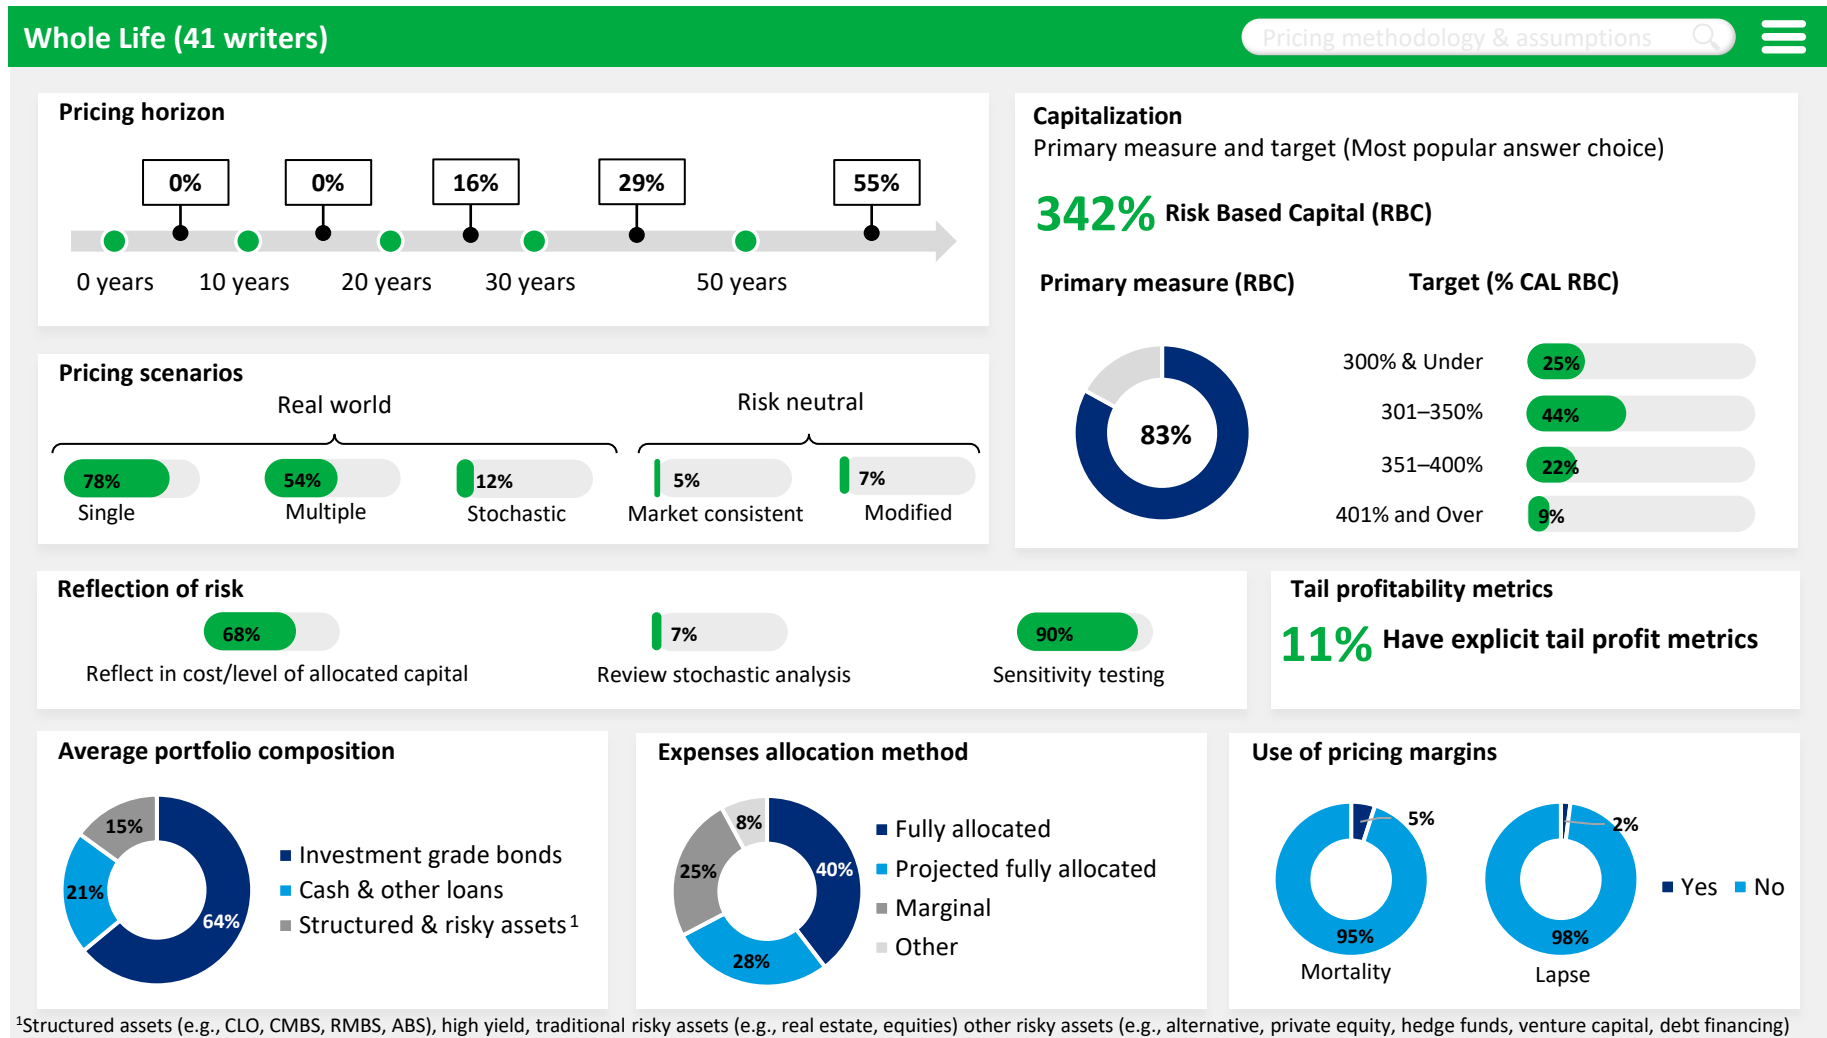 Whole Life (41 writers)
Pricing methodology & assumptions
Pricing horizon
0% 0% 16% 29% 55%
0 years 10 years 20 years 30 years 50 years
Capitalization
Primary measure and target (Most popular answer choice)
342% Risk Based Capital (RBC)
Primary measure (RBC)
83%
Target (% CAL RBC)
300% & Under 25%
301–350% 44%
351–400% 22%
401% and Over 9%
Pricing scenarios
Real world
Risk neutral
78% 54% 12% 5% 7%
Single Multiple Stochastic Market consistent Modified
Reflection of risk
68% 7% 90%
Reflect in cost/level of allocated capital Review stochastic analysis Sensitivity testing
Tail profitability metrics
11% Have explicit tail profit metrics
Average portfolio composition
15%
21%
64%
Investment grade bonds
Cash & other loans
Structured & risky assets1
Expenses allocation method
8%
25%
40%
28%
Fully allocated
Projected fully allocated
Marginal
Other
Use of pricing margins
5%
95%
Mortality
2%
98%
Lapse
Yes No
1Structured assets (e.g., CLO, CMBS, RMBS, ABS), high yield, traditional risky assets (e.g., real estate, equities) other risky assets (e.g., alternative, private equity, hedge funds, venture capital, debt financing)